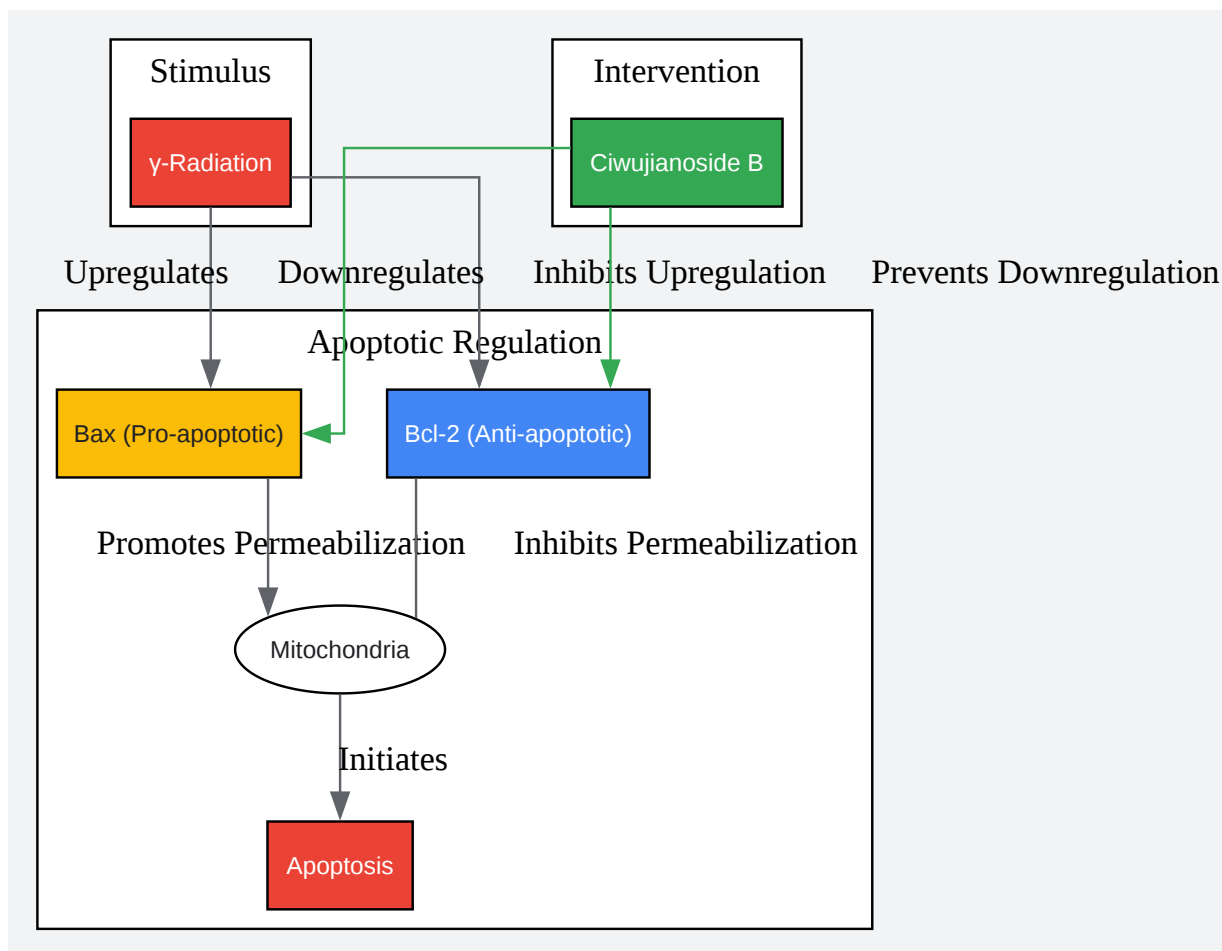 Stimulus
Intervention
γ-Radiation
Ciwujianoside B
Upregulates
Downregulates
Inhibits Upregulation
Prevents Downregulation
Apoptotic Regulation
Bax (Pro-apoptotic)
Bcl-2 (Anti-apoptotic)
Promotes Permeabilization
Inhibits Permeabilization
Mitochondria
Initiates
Apoptosis